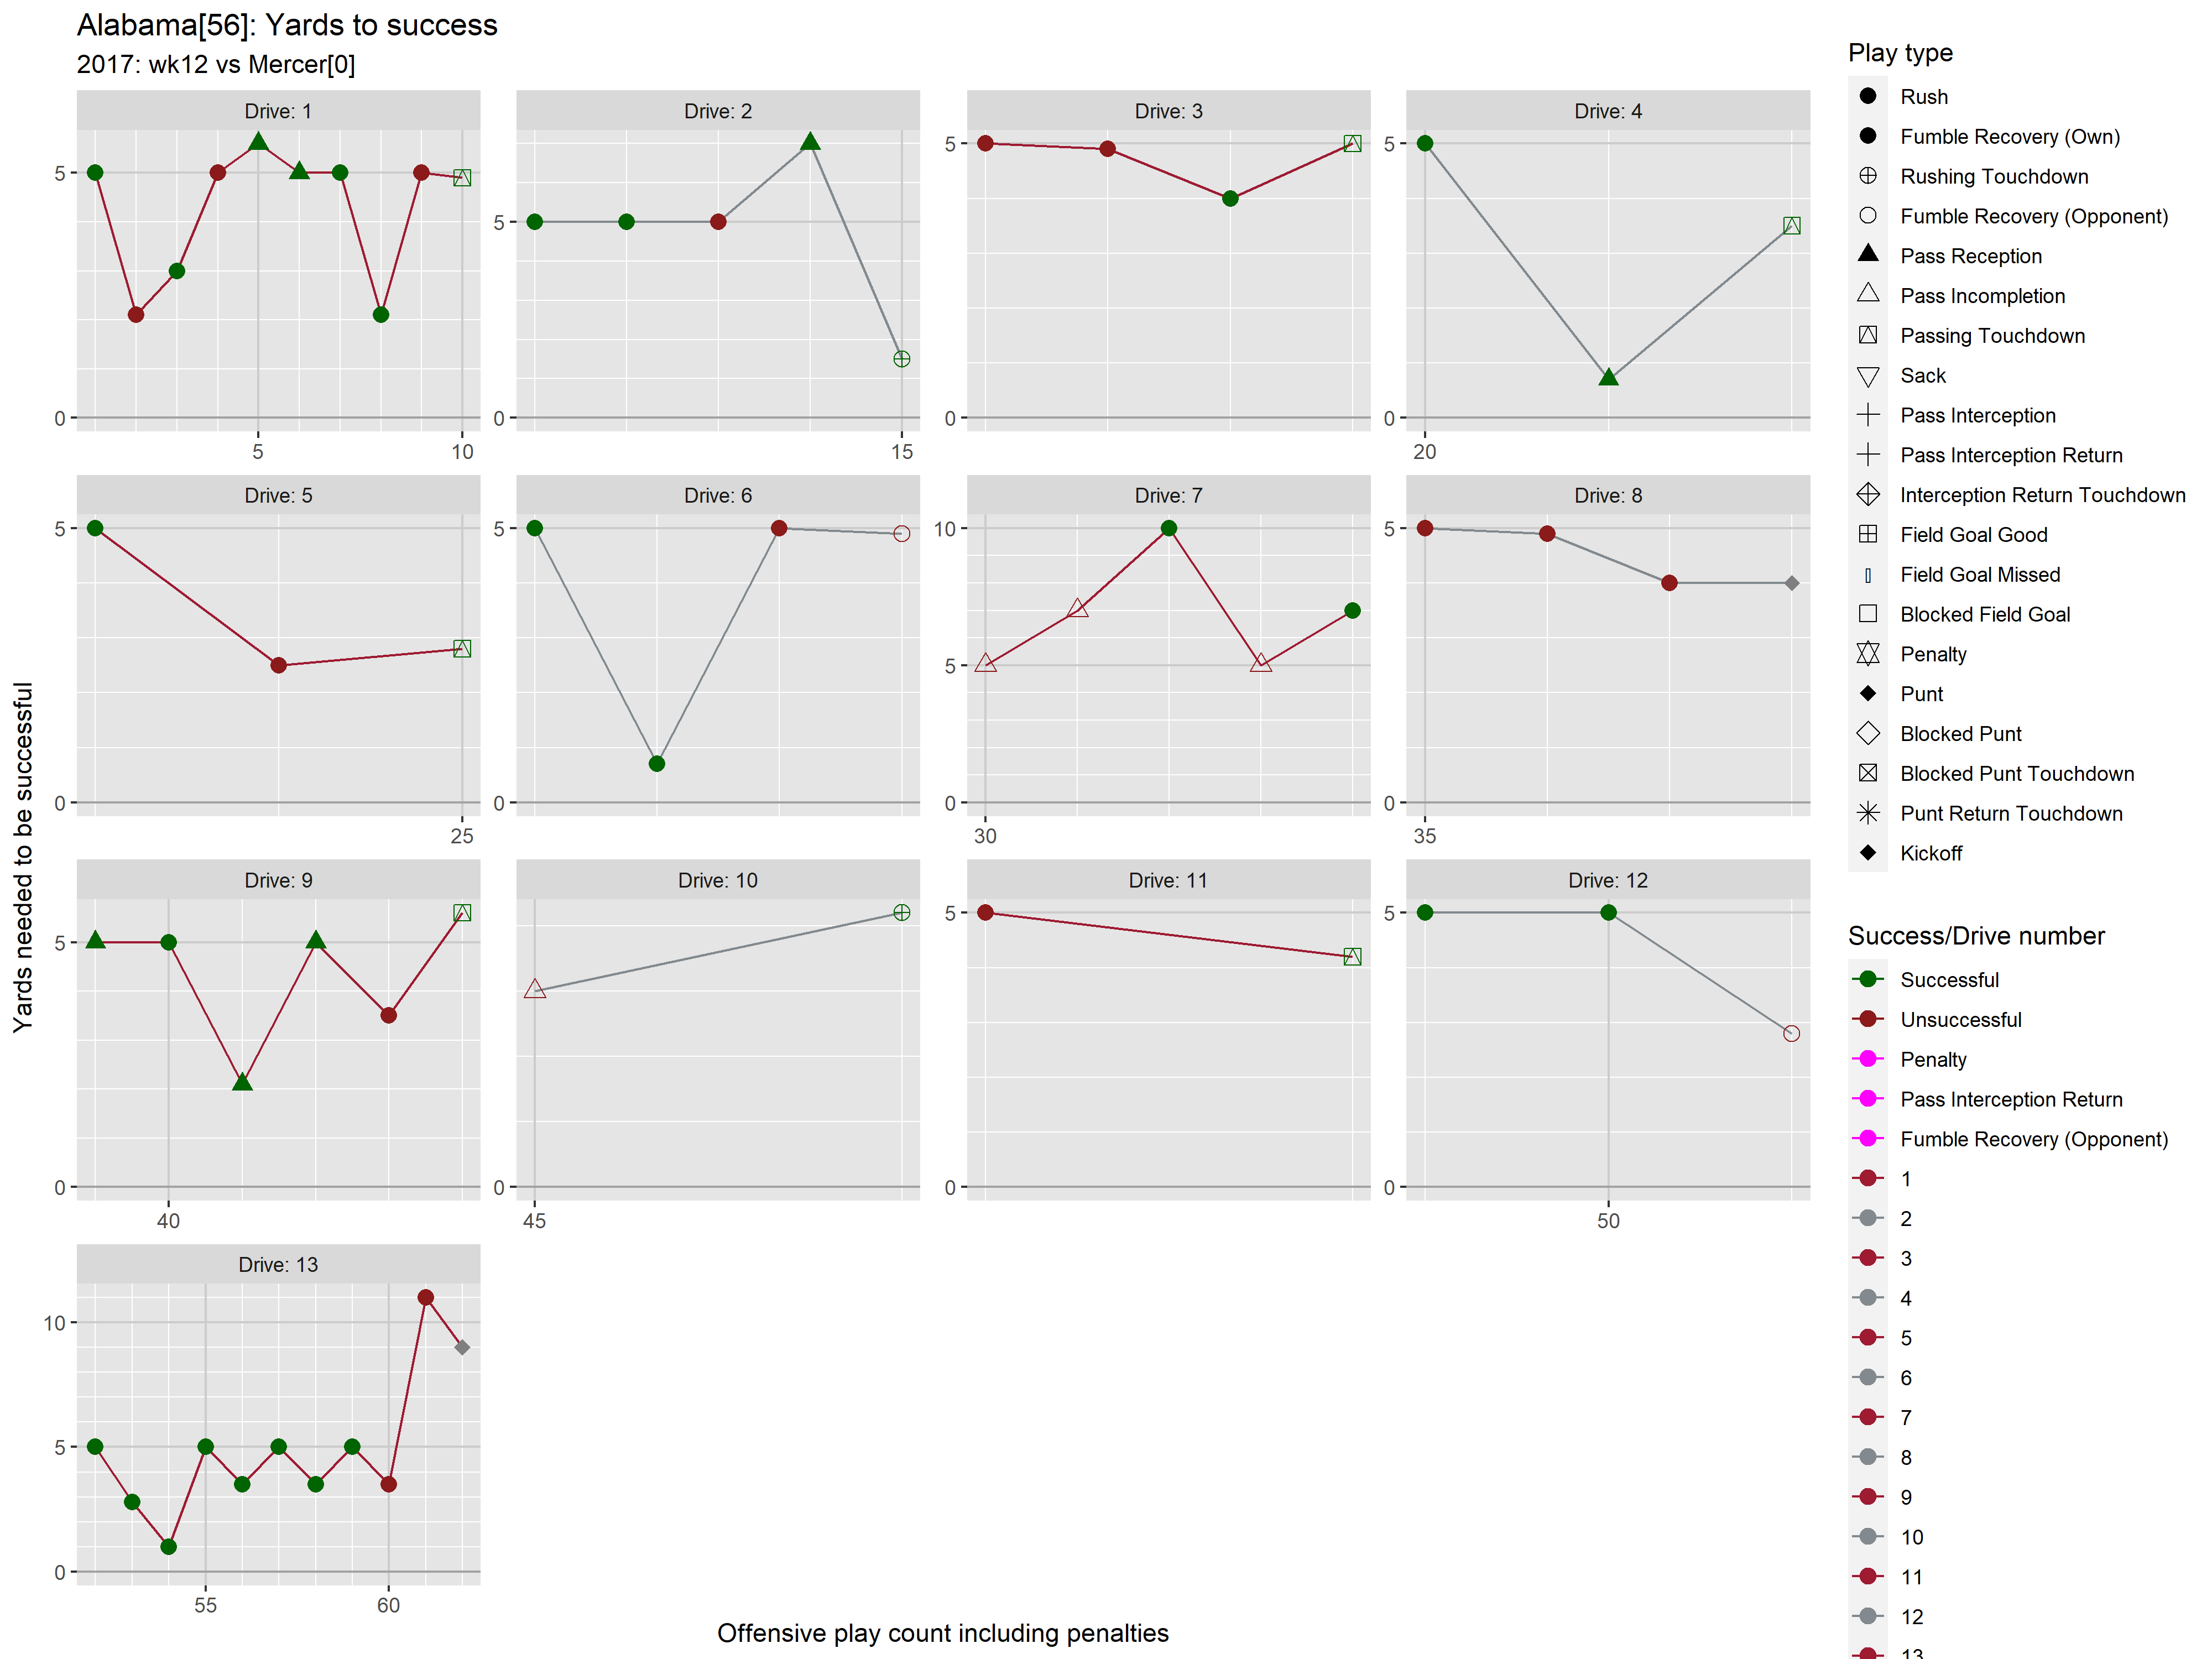 Alabama[56]: Yards to success
2017: wk12 vs Mercer[0]
Drive: 1
Drive: 2
Drive: 3
Drive: 4
5
0
5
10
5
0
15
5
0
5
0
20
Drive: 5
Drive: 6
Drive: 7
Drive: 8
5
0
25
5
0
10
5
0
30
5
0
35
Drive: 9
Drive: 10
Drive: 11
Drive: 12
5
0
40
5
0
45
5
0
5
0
50
Drive: 13
10
5
0
55
60
Yards needed to be successful
Offensive play count including penalties
Play type
Rush
Fumble Recovery (Own)
Rushing Touchdown
Fumble Recovery (Opponent)
Pass Reception
Pass Incompletion
Passing Touchdown
Sack
Pass Interception
Pass Interception Return
Interception Return Touchdown
Field Goal Good
Field Goal Missed
Blocked Field Goal
Penalty
Punt
Blocked Punt
Blocked Punt Touchdown
Punt Return Touchdown
Kickoff
Success/Drive number
Successful
Unsuccessful
Penalty
Pass Interception Return
Fumble Recovery (Opponent)
1
2
3
4
5
6
7
8
9
10
11
12
13